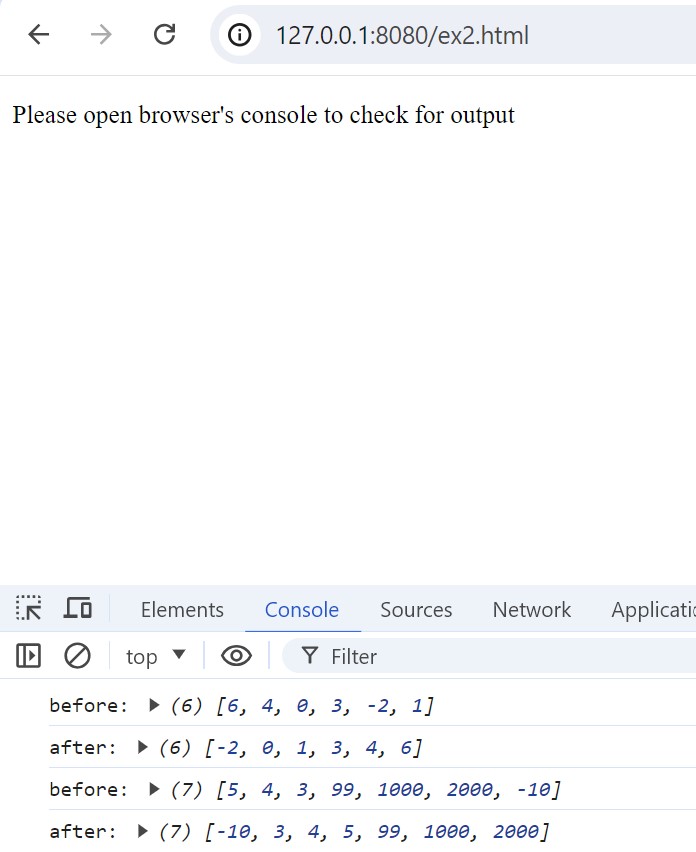 127.0.0.1:8080/ex2.html
Please open browser's console to check for output
Elements Console Sources Network Applicati
top Filter
before: (6) [6, 4, 0, 3, -2, 1]
after: (6) [-2, 0, 1, 3, 4, 6]
before: (7) [5, 4, 3, 99, 1000, 2000, -10]
after: (7) [-10, 3, 4, 5, 99, 1000, 2000]